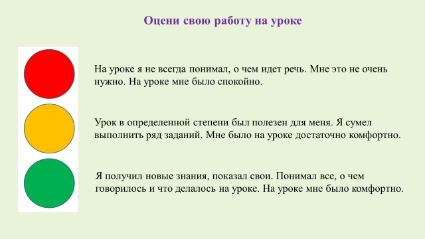 Оцени свою работу на уроке
На уроке я не всегда понимал, о чем идет речь. Мне это не очень
нужно. На уроке мне было спокойно.
Урок в определенной степени был полезен для меня. Я сумел
выполнить ряд заданий. Мне было на уроке достаточно комфортно.
Я получил новые знания, показал свои. Понимал все, о чем
говорилось и что делалось на уроке. На уроке мне было комфортно.